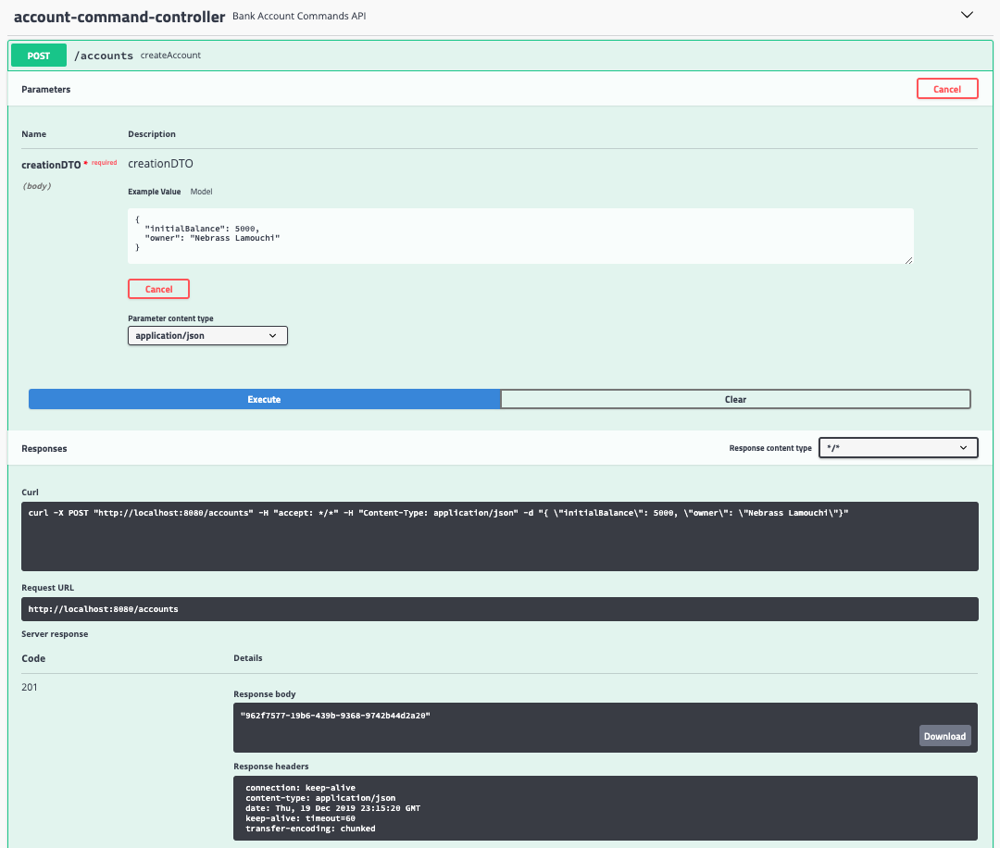 account-command-controller Bank Account Commands API
POST /accounts createAccount
Parameters
Cancel
Name Description
creationDTO * required creationDTO
(body)
Example Value Model
{
"initialBalance": 5000,
"owner": "Nebrass Lamouchi"
}
Cancel
Parameter content type
application/json
Execute Clear
Responses Response content type */*
Curl
curl -X POST "http://localhost:8080/accounts" -H "accept: */*" -H "Content-Type: application/json" -d "{ \"initialBalance\": 5000, \"owner\": \"Nebrass Lamouchi\"}"
Request URL
http://localhost:8080/accounts
Server response
Code Details
201
Response body
"962f7577-19b6-439b-9368-9742b44d2a20"
Download
Response headers
connection: keep-alive
content-type: application/json
date: Thu, 19 Dec 2019 23:15:20 GMT
keep-alive: timeout=60
transfer-encoding: chunked